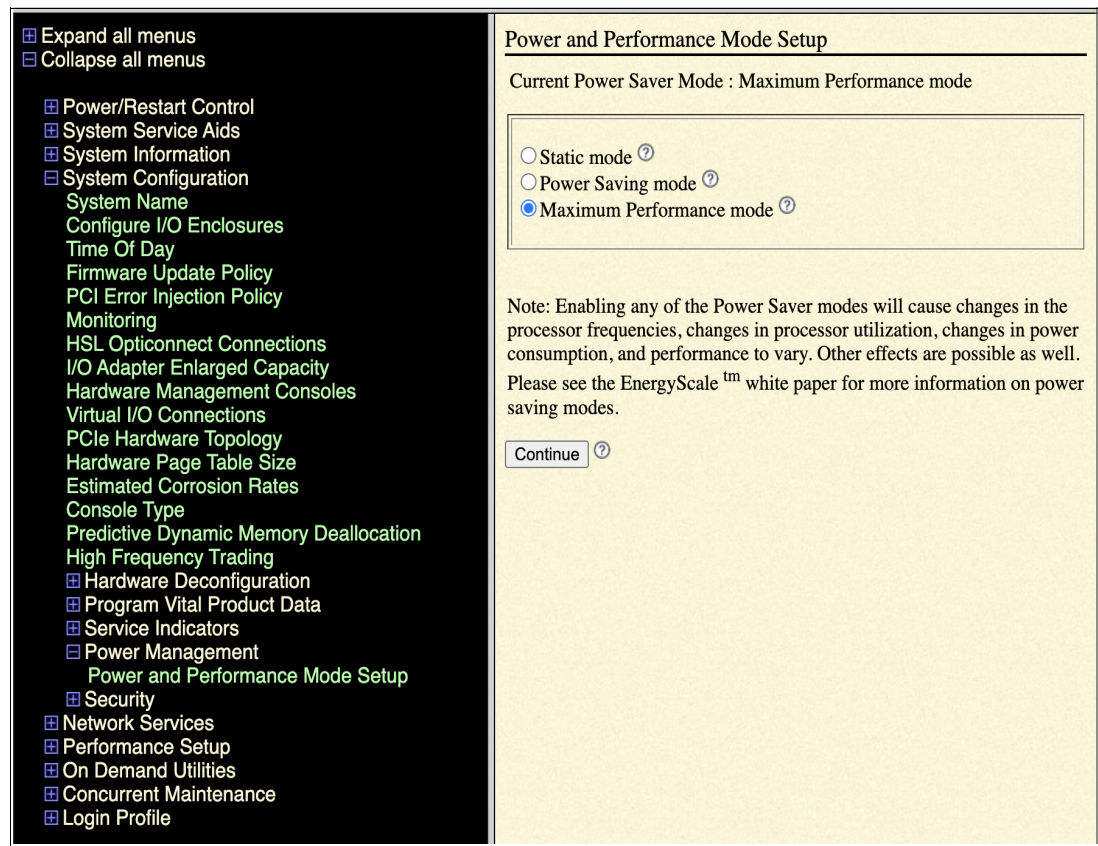 Expand all menus
Collapse all menus
Power/Restart Control
System Service Aids
System Information
System Configuration
System Name
Configure I/O Enclosures
Time Of Day
Firmware Update Policy
PCI Error Injection Policy
Monitoring
HSL Opticonnect Connections
I/O Adapter Enlarged Capacity
Hardware Management Consoles
Virtual I/O Connections
PCIe Hardware Topology
Hardware Page Table Size
Estimated Corrosion Rates
Console Type
Predictive Dynamic Memory Deallocation
High Frequency Trading
Hardware Deconfiguration
Program Vital Product Data
Service Indicators
Power Management
Power and Performance Mode Setup
Security
Network Services
Performance Setup
On Demand Utilities
Concurrent Maintenance
Login Profile
Power and Performance Mode Setup
Current Power Saver Mode : Maximum Performance mode
Static mode ?
Power Saving mode ?
Maximum Performance mode ?
Note: Enabling any of the Power Saver modes will cause changes in the
processor frequencies, changes in processor utilization, changes in power
consumption, and performance to vary. Other effects are possible as well.
Please see the EnergyScale tm white paper for more information on power
saving modes.
Continue ?